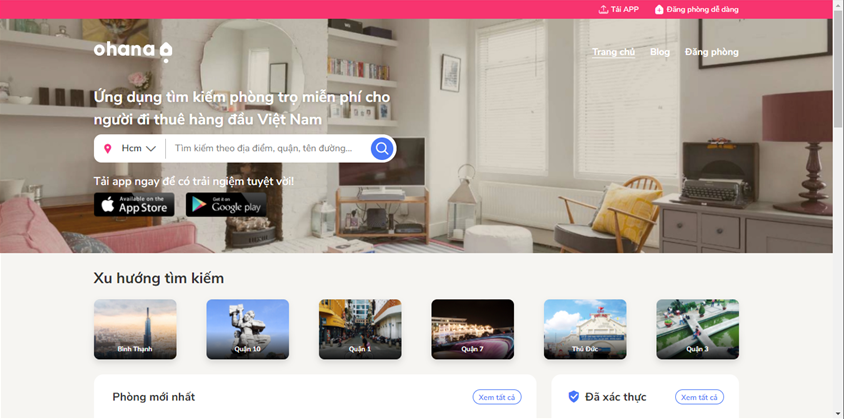 Tải APP
Đăng phòng dễ dàng
ohana
Trang chủ
Blog
Đăng phòng
Ứng dụng tìm kiếm phòng trọ miễn phí cho
người đi thuê hàng đầu Việt Nam
Hcm
Tìm kiếm theo địa điểm, quận, tên đường...
Tải app ngay để có trải ngiệm tuyệt vời!
Available on the
App Store
Get it on
Google play
Xu hướng tìm kiếm
Bình Thạnh
Quận 10
Quận 1
Quận 7
Thủ Đức
Quận 3
Phòng mới nhất
Xem tất cả
Đã xác thực
Xem tất cả